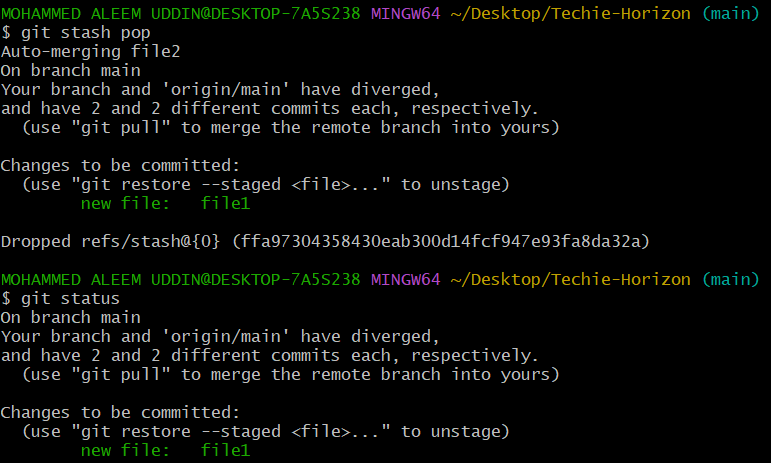 MOHAMMED ALEEM UDDIN@DESKTOP-7A5S238 MINGW64 ~/Desktop/Techie-Horizon (main)
$ git stash pop
Auto-merging file2
On branch main
Your branch and 'origin/main' have diverged,
and have 2 and 2 different commits each, respectively.
  (use "git pull" to merge the remote branch into yours)

Changes to be committed:
  (use "git restore --staged <file>..." to unstage)
        new file:   file1

Dropped refs/stash@{0} (ffa97304358430eab300d14fcf947e93fa8da32a)

MOHAMMED ALEEM UDDIN@DESKTOP-7A5S238 MINGW64 ~/Desktop/Techie-Horizon (main)
$ git status
On branch main
Your branch and 'origin/main' have diverged,
and have 2 and 2 different commits each, respectively.
  (use "git pull" to merge the remote branch into yours)

Changes to be committed:
  (use "git restore --staged <file>..." to unstage)
        new file:   file1